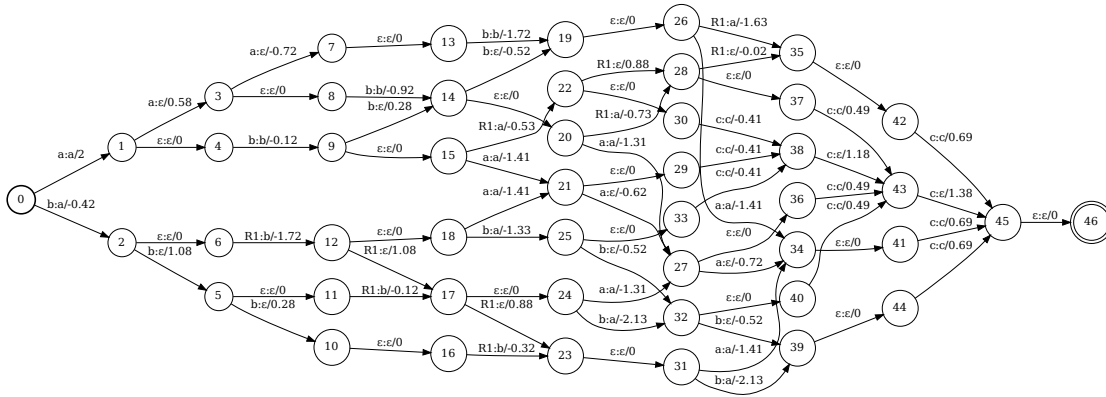 0
a:a/2
b:a/-0.42
1
2
a:ε/0.58
ε:ε/0
ε:ε/0
b:ε/1.08
3
4
6
5
a:ε/-0.72
ε:ε/0
b:b/-0.12
R1:b/-1.72
ε:ε/0
b:ε/0.28
7
8
9
12
11
10
ε:ε/0
b:b/-0.92
b:ε/0.28
ε:ε/0
ε:ε/0
R1:ε/1.08
R1:b/-0.12
ε:ε/0
13
14
15
18
17
16
b:b/-1.72
b:ε/-0.52
ε:ε/0
R1:a/-0.53
a:a/-1.41
a:a/-1.41
b:a/-1.33
ε:ε/0
R1:ε/0.88
R1:b/-0.32
19
22
20
21
25
24
23
ε:ε/0
R1:ε/0.88
ε:ε/0
R1:a/-0.73
a:a/-1.31
ε:ε/0
a:ε/-0.62
ε:ε/0
b:ε/-0.52
a:a/-1.31
b:a/-2.13
ε:ε/0
26
28
30
29
33
27
32
31
R1:a/-1.63
R1:ε/-0.02
ε:ε/0
c:c/-0.41
c:c/-0.41
c:c/-0.41
a:a/-1.41
ε:ε/0
a:ε/-0.72
ε:ε/0
b:ε/-0.52
a:a/-1.41
b:a/-2.13
35
37
38
36
34
40
39
ε:ε/0
c:c/0.49
c:ε/1.18
c:c/0.49
c:c/0.49
ε:ε/0
ε:ε/0
42
43
41
44
c:c/0.69
c:ε/1.38
c:c/0.69
c:c/0.69
45
ε:ε/0
46